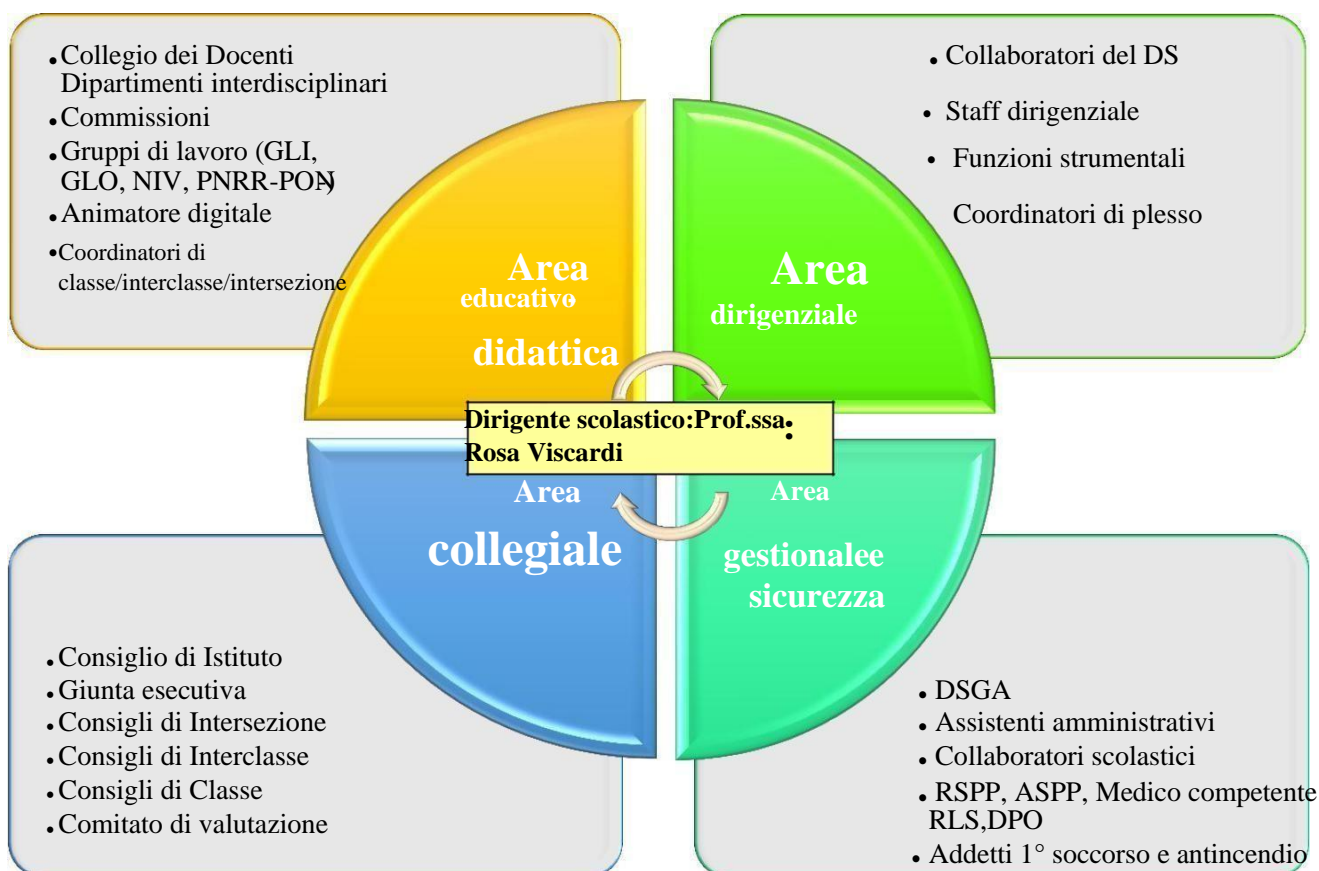 •Collegio dei Docenti
Dipartimenti interdisciplinari
•Commissioni
•Gruppi di lavoro (GLI,
GLO, NIV, PNRR-PON)
•Animatore digitale
•Coordinatori di
classe/interclasse/intersezione
• Collaboratori del DS
• Staff dirigenziale
• Funzioni strumentali
Coordinatori di plesso
Area
educativo-
didattica
Area
dirigenziale
Dirigente scolastico:Prof.ssa:
Rosa Viscardi
Area
collegiale
Area
gestionalee
sicurezza
•Consiglio di Istituto
•Giunta esecutiva
•Consigli di Intersezione
•Consigli di Interclasse
•Consigli di Classe
•Comitato di valutazione
• DSGA
• Assistenti amministrativi
• Collaboratori scolastici
• RSPP, ASPP, Medico competente
RLS,DPO
• Addetti 1° soccorso e antincendio